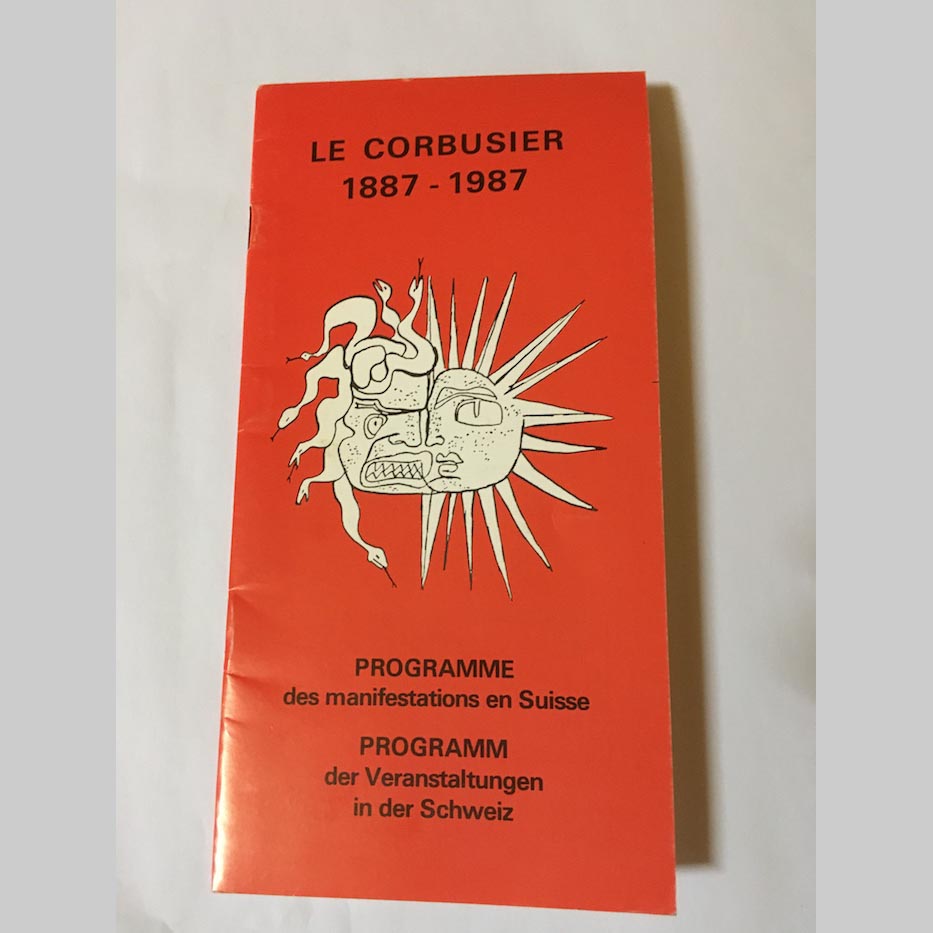 LE CORBUSIER
1887 - 1987
PROGRAMME
des manifestations en Suisse
PROGRAMM
der Veranstaltungen
in der Schweiz